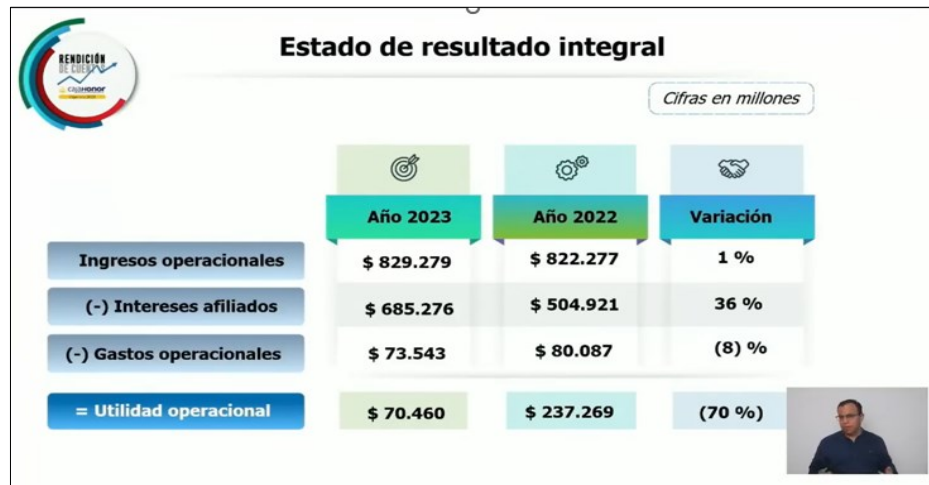 Estado de resultado integral
RENDICIÓN
DE CUENTAS
cajaHonor
Cifras en millones
Año 2023 Año 2022 Variación
Ingresos operacionales $ 829.279 $ 822.277 1 %
(-) Intereses afiliados $ 685.276 $ 504.921 36 %
(-) Gastos operacionales $ 73.543 $ 80.087 (8) %
= Utilidad operacional $ 70.460 $ 237.269 (70 %)